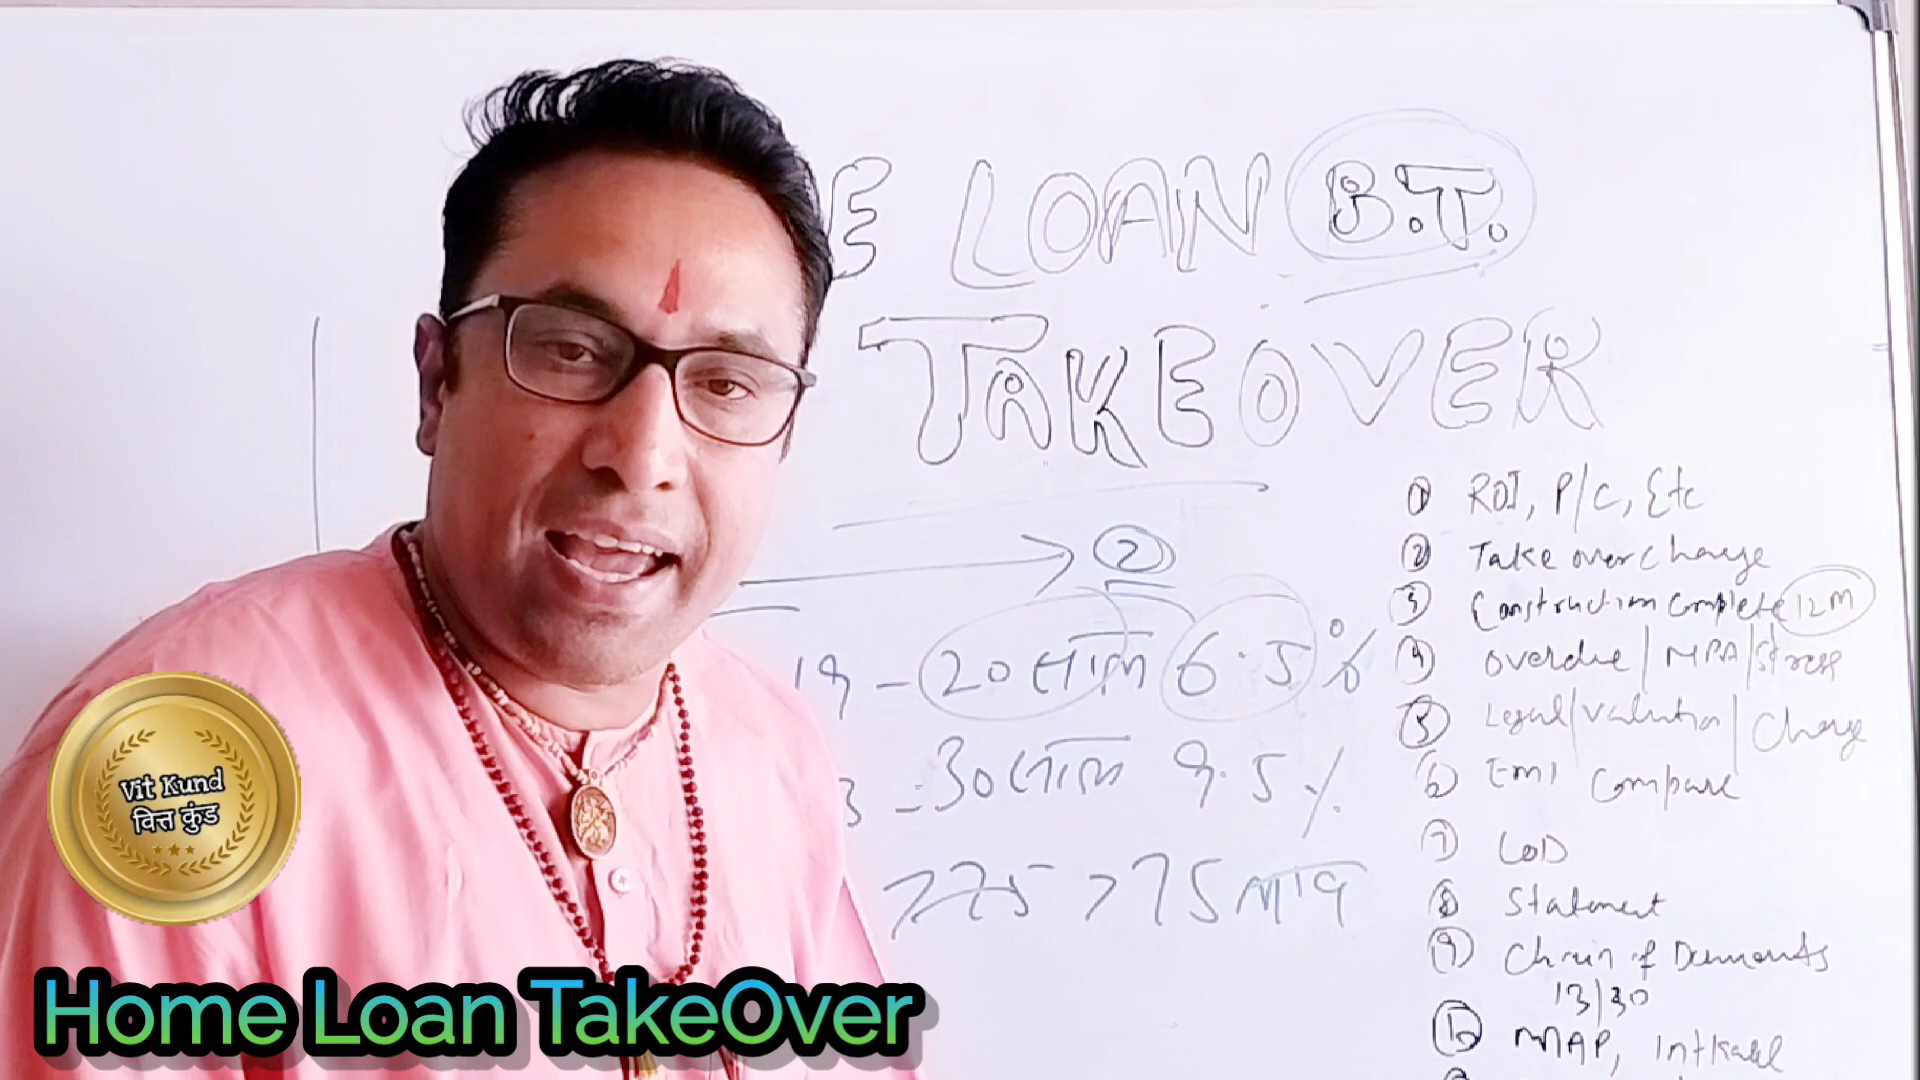 E LOAN B.T.
TAKEOVER
① ROI, P/C, Etc
② Take over charge
③ Construction complete 12M
④ overdue / NPA / Stress
⑤ Legal / Valuation / Charge
⑥ EMI Compare
⑦ LOD
⑧ Statement
⑨ Chain of Documents
13/30
⑩ MAP,
②
19 - 20 लाख 6.5%
3 - 30 लाख 9.5%
>75 लाख
Vit Kund
वित्त कुंड
Home Loan TakeOver